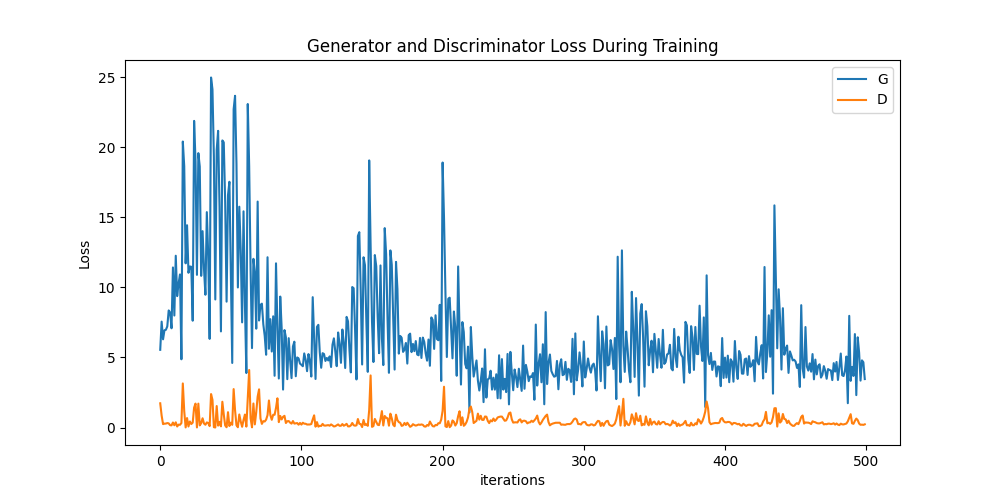 Generator and Discriminator Loss During Training
G
D
Loss
25
20
15
10
5
0
0 100 200 300 400 500
iterations